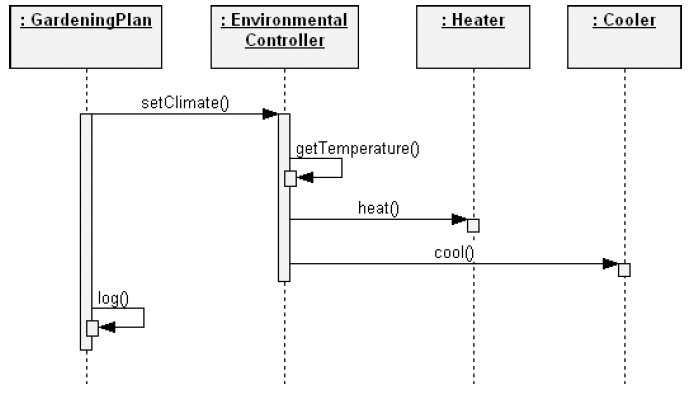 : GardeningPlan
: Environmental
Controller
: Heater
: Cooler
setClimate()
getTemperature()
heat()
cool()
log()